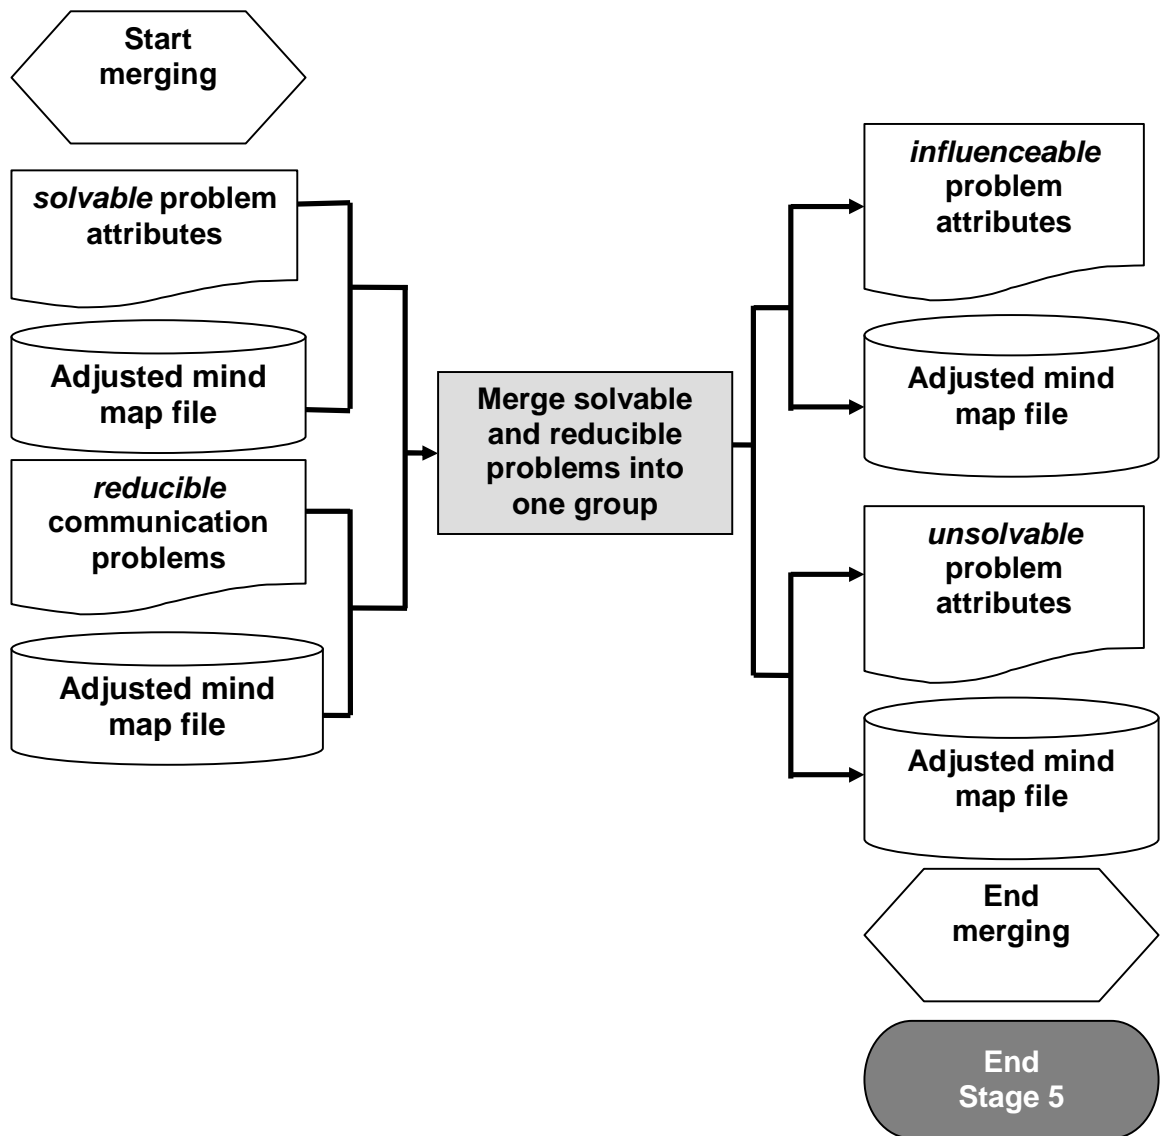 Start
merging
solvable problem
attributes
Adjusted mind
map file
reducible
communication
problems
Adjusted mind
map file
Merge solvable
and reducible
problems into
one group
influenceable
problem
attributes
Adjusted mind
map file
unsolvable
problem
attributes
Adjusted mind
map file
End
merging
End
Stage 5